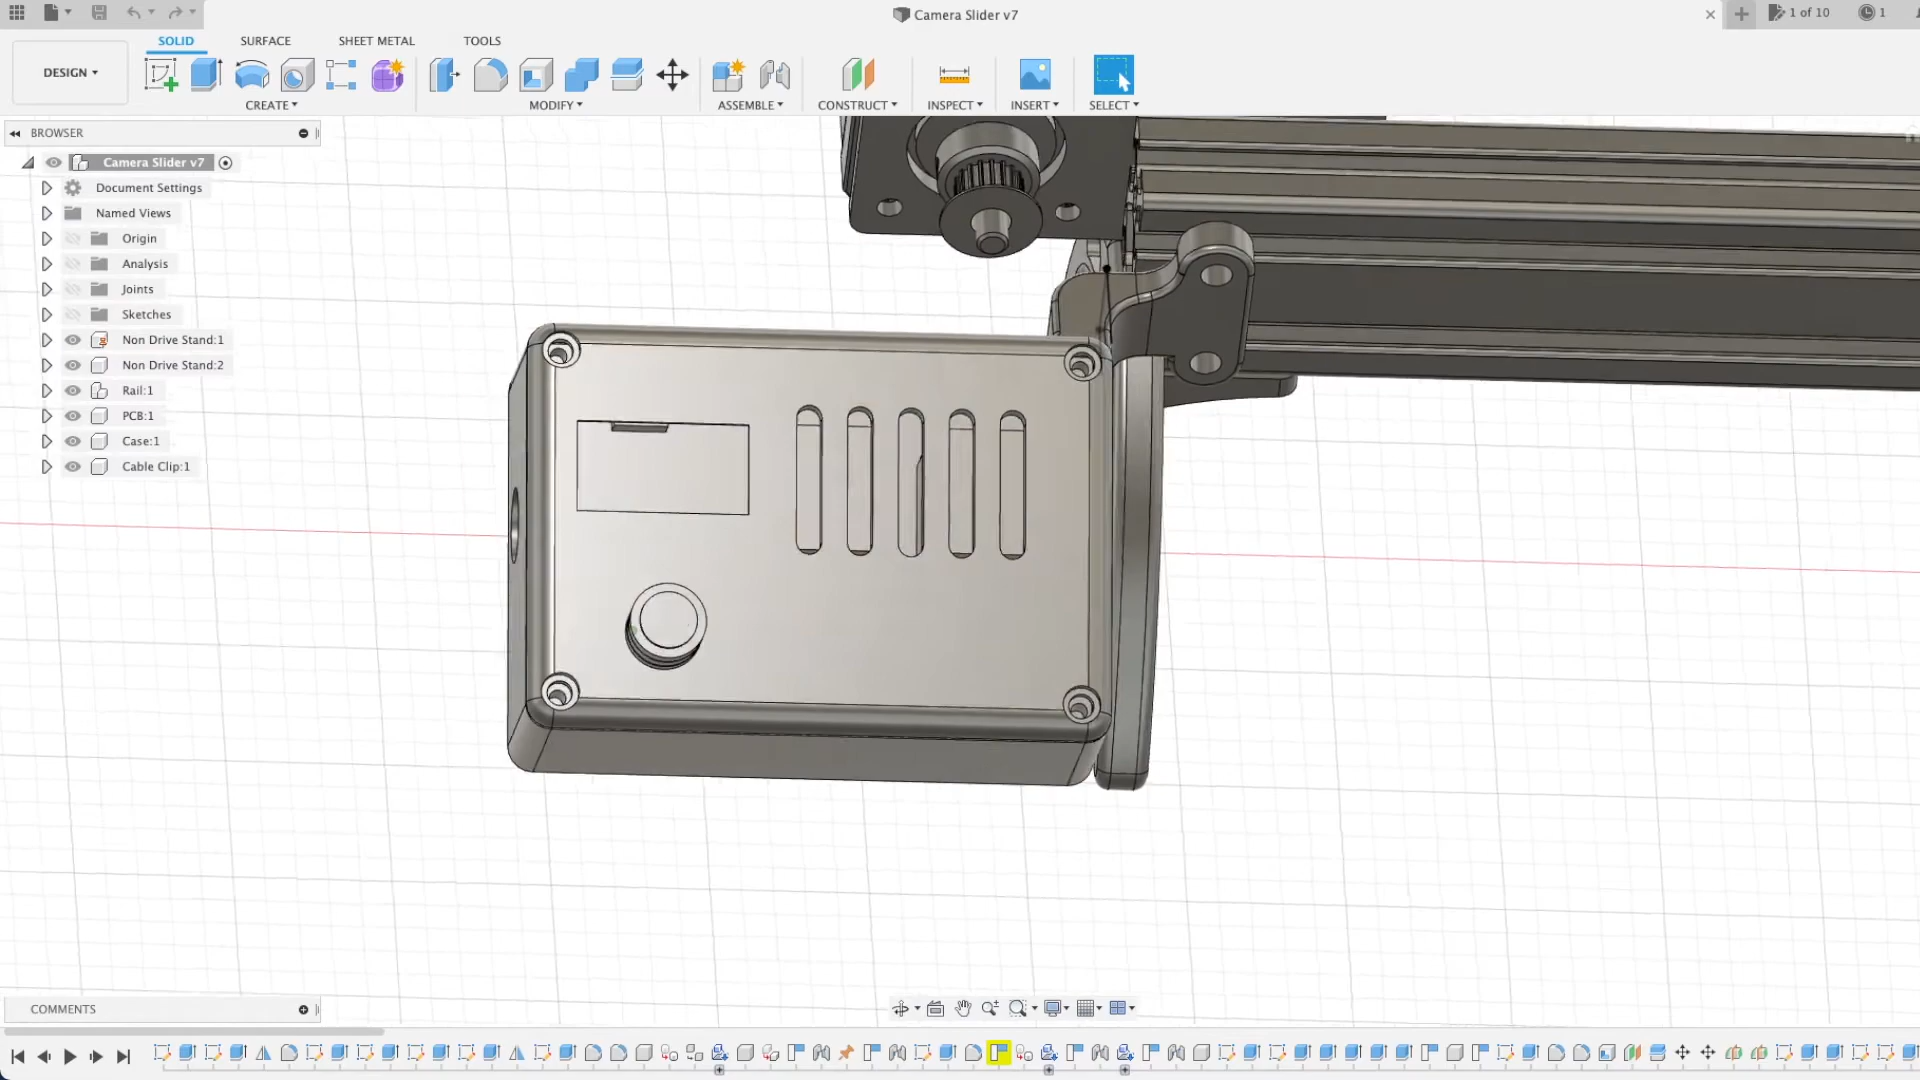 Camera Slider v7
1 of 10
1
SOLID
SURFACE
SHEET METAL
TOOLS
DESIGN
CREATE
MODIFY
ASSEMBLE
CONSTRUCT
INSPECT
INSERT
SELECT
BROWSER
Camera Slider v7
Document Settings
Named Views
Origin
Analysis
Joints
Sketches
Non Drive Stand:1
Non Drive Stand:2
Rail:1
PCB:1
Case:1
Cable Clip:1
COMMENTS